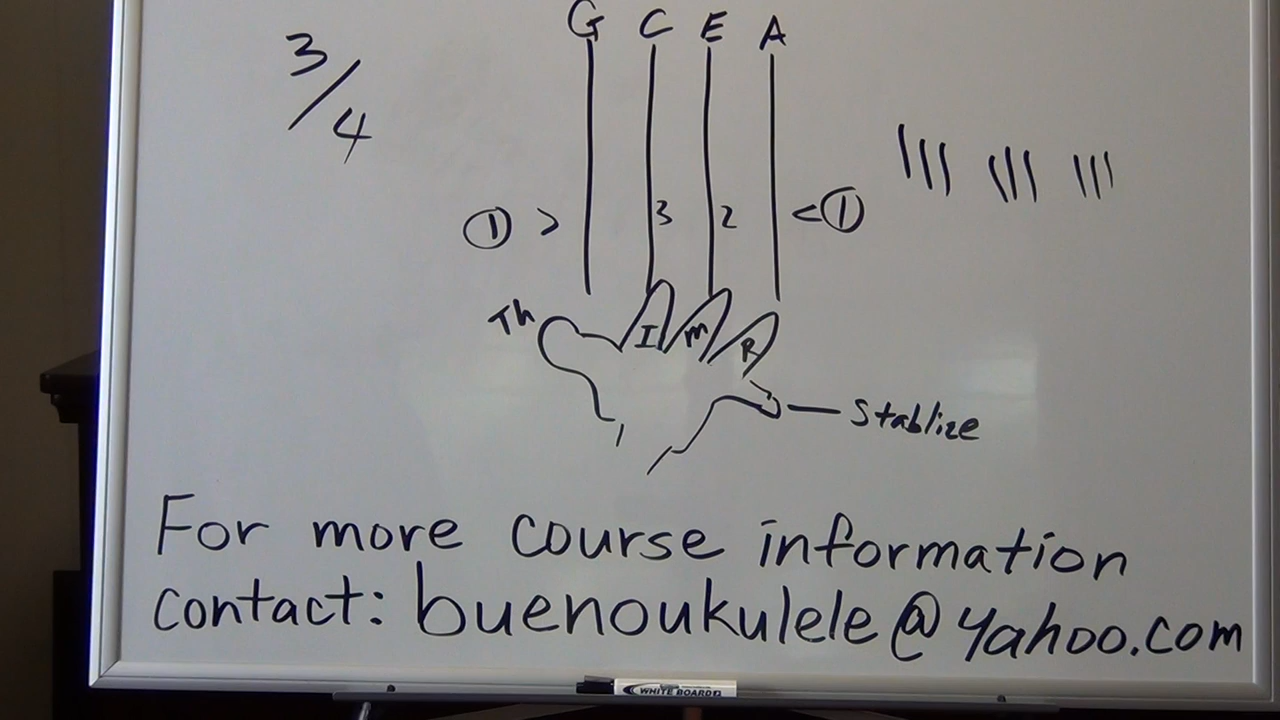 G C E A
3/4
① > 3 2 < ①
Th I M R
Stablize
For more course information
contact: buenoukulele@yahoo.com
WHITE BOARD